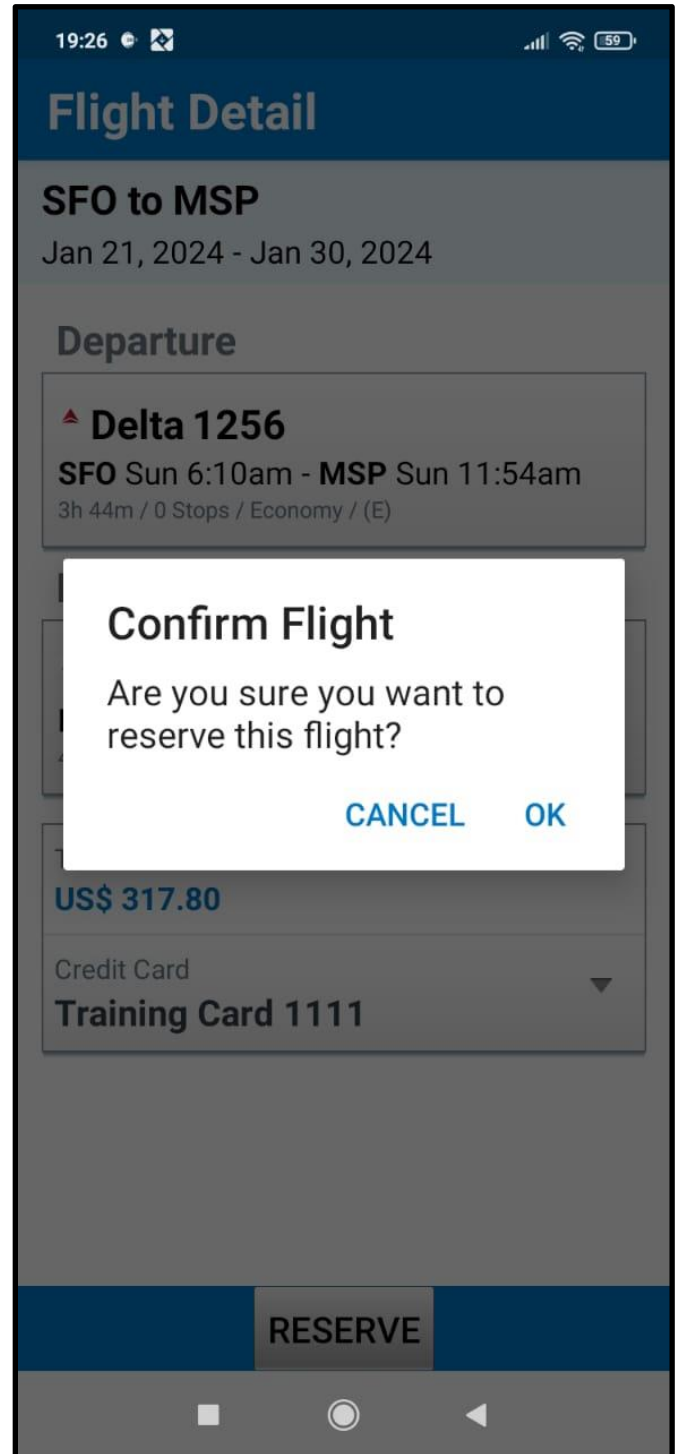 19:26
59
Flight Detail
SFO to MSP
Jan 21, 2024 - Jan 30, 2024
Departure
Delta 1256
SFO Sun 6:10am - MSP Sun 11:54am
3h 44m / 0 Stops / Economy / (E)
Confirm Flight
Are you sure you want to
reserve this flight?
CANCEL OK
US$ 317.80
Credit Card
Training Card 1111
RESERVE